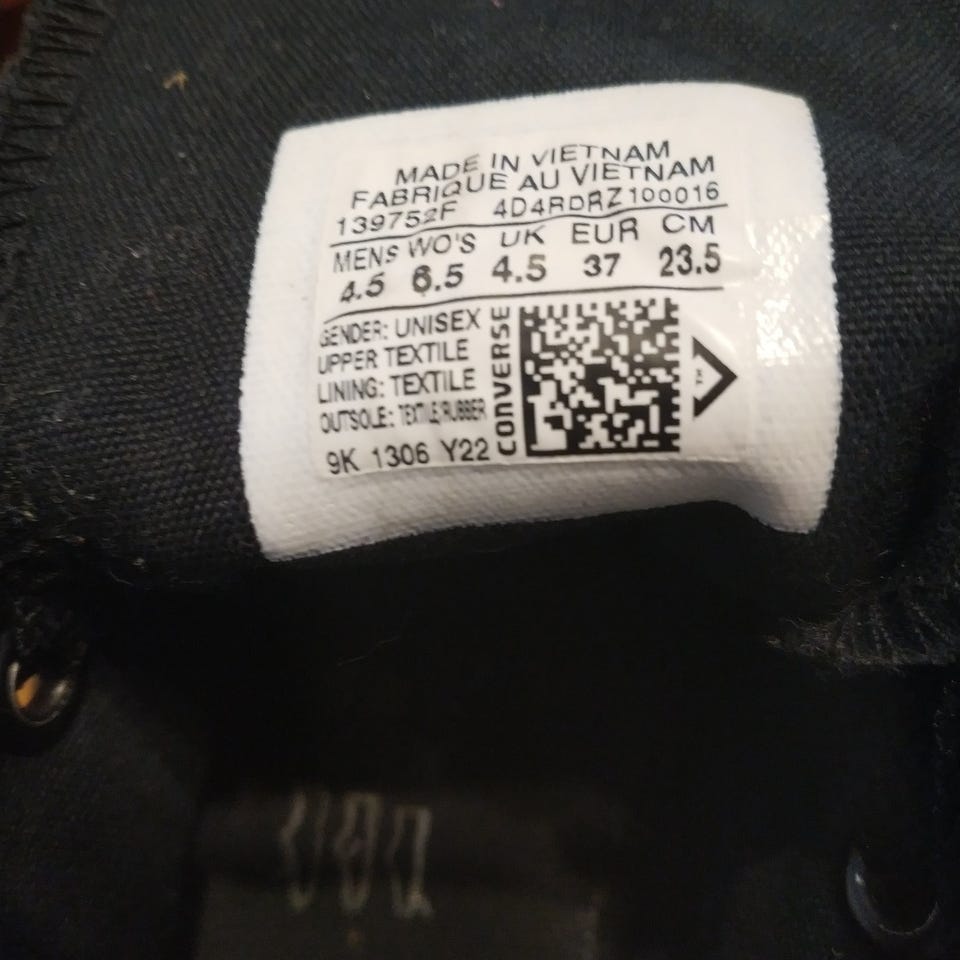 MADE IN VIETNAM
FABRIQUE AU VIETNAM
139752F 4D4RDRZ100016
MENS WO'S UK EUR CM
4.5 6.5 4.5 37 23.5
GENDER: UNISEX
UPPER TEXTILE
LINING: TEXTILE
OUTSOLE: TEXTILE/RUBBER
9K 1306 Y22
CONVERSE
TM